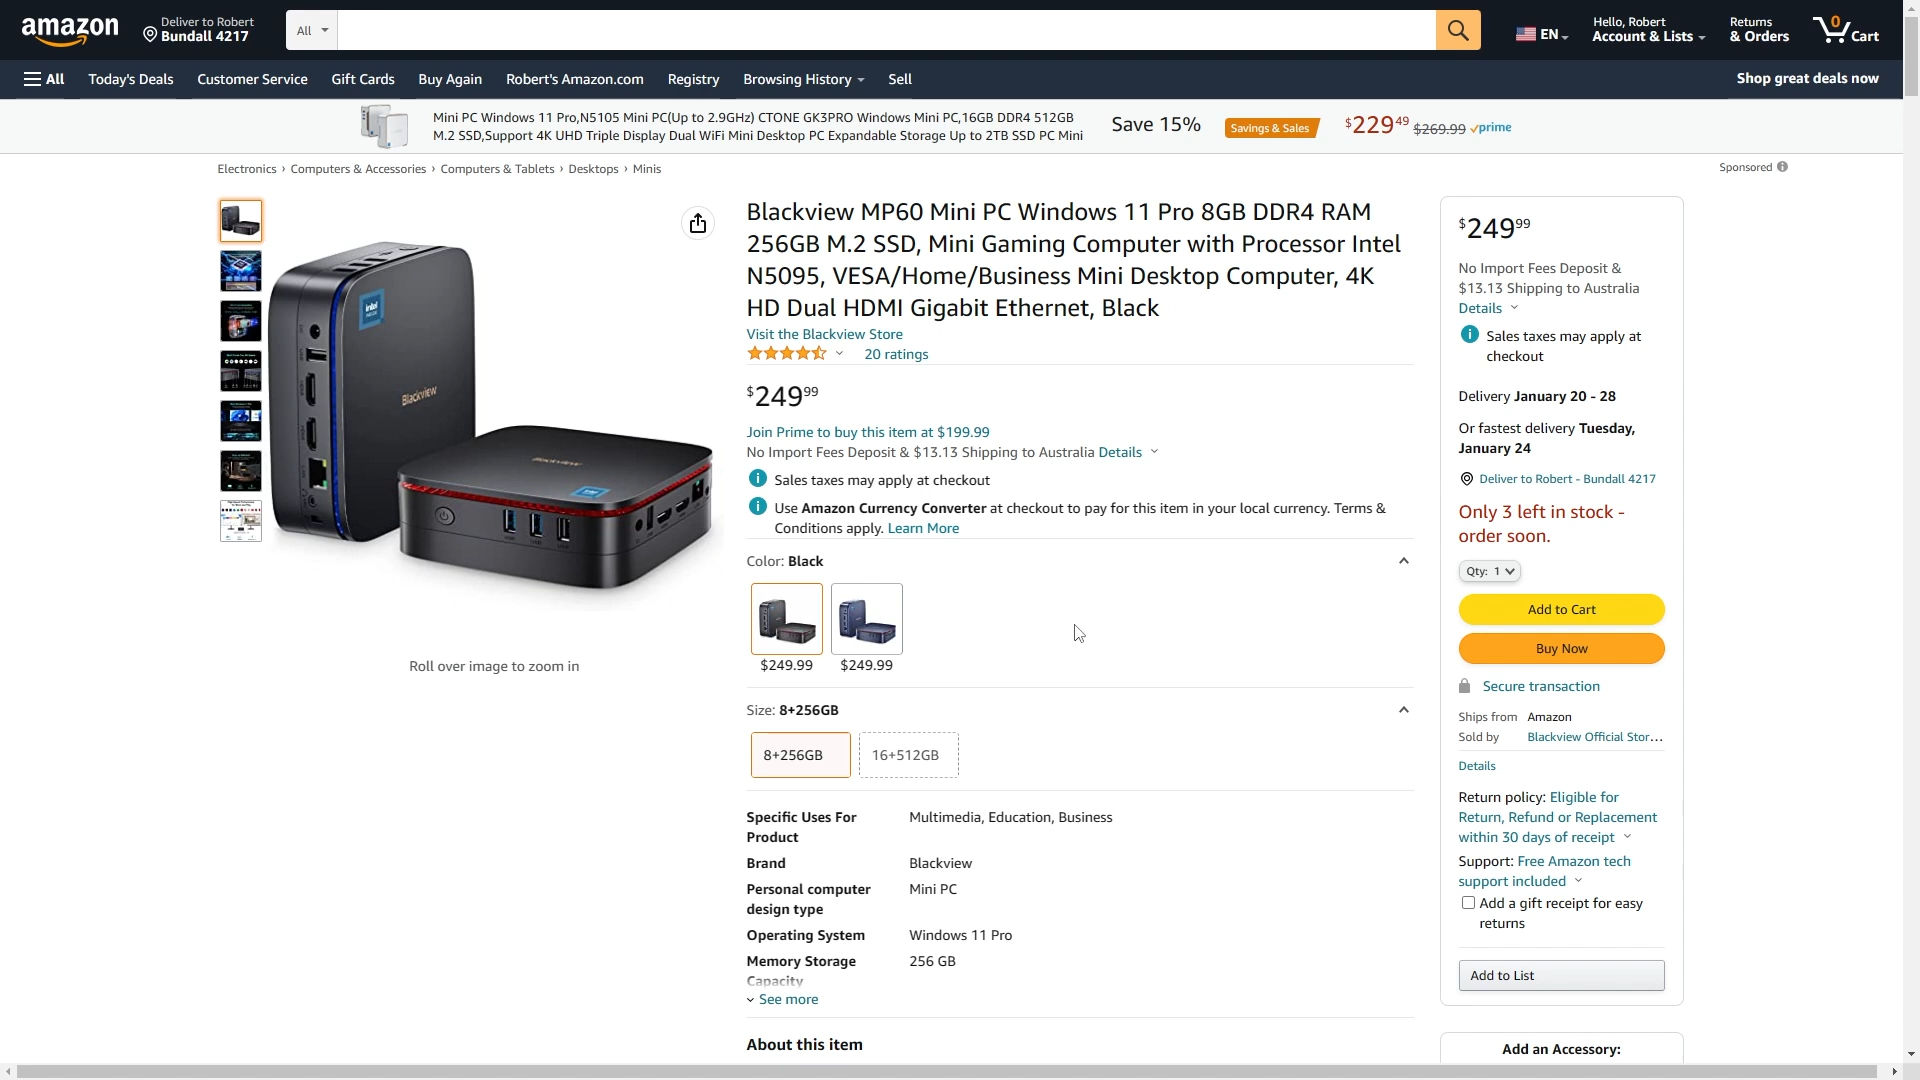 amazon
Deliver to Robert
Bundall 4217
All
EN
Hello, Robert
Account & Lists
Returns
& Orders
0
Cart
All
Today's Deals
Customer Service
Gift Cards
Buy Again
Robert's Amazon.com
Registry
Browsing History
Sell
Shop great deals now
Mini PC Windows 11 Pro,N5105 Mini PC(Up to 2.9GHz) CTONE GK3PRO Windows Mini PC,16GB DDR4 512GB
M.2 SSD,Support 4K UHD Triple Display Dual WiFi Mini Desktop PC Expandable Storage Up to 2TB SSD PC Mini
Save 15%
Savings & Sales
$22949 $269.99 prime
Electronics › Computers & Accessories › Computers & Tablets › Desktops › Minis
Sponsored
Blackview MP60 Mini PC Windows 11 Pro 8GB DDR4 RAM
256GB M.2 SSD, Mini Gaming Computer with Processor Intel
N5095, VESA/Home/Business Mini Desktop Computer, 4K
HD Dual HDMI Gigabit Ethernet, Black
Visit the Blackview Store
20 ratings
$24999
Join Prime to buy this item at $199.99
No Import Fees Deposit & $13.13 Shipping to Australia Details
Sales taxes may apply at checkout
Use Amazon Currency Converter at checkout to pay for this item in your local currency. Terms &
Conditions apply. Learn More
Color: Black
$249.99
$249.99
Size: 8+256GB
8+256GB
16+512GB
Specific Uses For
Product
Multimedia, Education, Business
Brand
Blackview
Personal computer
design type
Mini PC
Operating System
Windows 11 Pro
Memory Storage
Capacity
256 GB
See more
About this item
intel
Blackview
Blackview
Roll over image to zoom in
$24999
No Import Fees Deposit &
$13.13 Shipping to Australia
Details
Sales taxes may apply at
checkout
Delivery January 20 - 28
Or fastest delivery Tuesday,
January 24
Deliver to Robert - Bundall 4217
Only 3 left in stock -
order soon.
Qty: 1
Add to Cart
Buy Now
Secure transaction
Ships from Amazon
Sold by Blackview Official Stor...
Details
Return policy: Eligible for
Return, Refund or Replacement
within 30 days of receipt
Support: Free Amazon tech
support included
Add a gift receipt for easy
returns
Add to List
Add an Accessory: